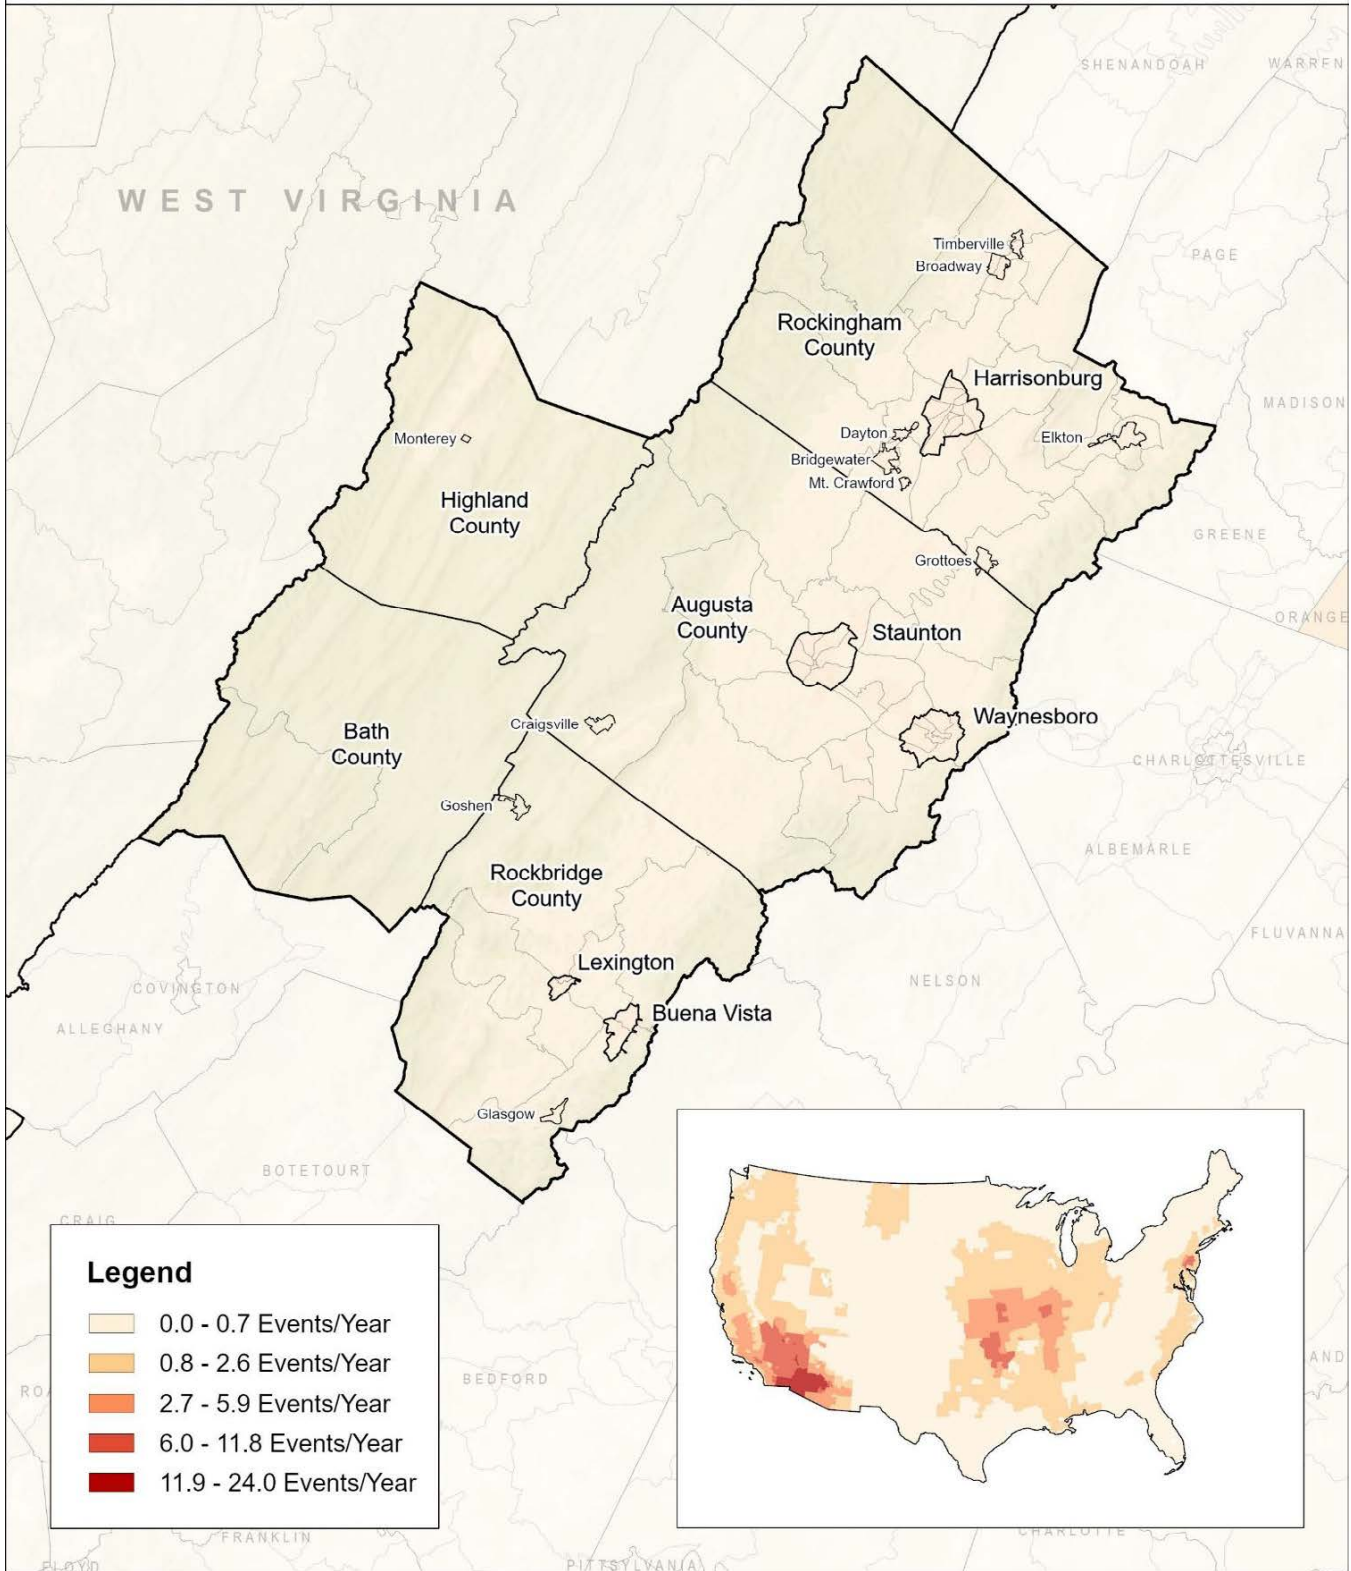 SHENANDOAH
WARREN
WEST VIRGINIA
Timberville
Broadway
PAGE
Rockingham
County
Harrisonburg
MADISON
Monterey
Dayton
Elkton
Bridgewater
Mt. Crawford
Highland
County
GREENE
Grottoes
Augusta
County
ORANGE
Staunton
Craigsville
Waynesboro
Bath
County
CHARLOTTESVILLE
Goshen
ALBEMARLE
Rockbridge
County
FLUVANNA
Lexington
COVINGTON
NELSON
Buena Vista
ALLEGHANY
Glasgow
BOTETOURT
CRAIG
Legend
0.0 - 0.7 Events/Year
0.8 - 2.6 Events/Year
2.7 - 5.9 Events/Year
6.0 - 11.8 Events/Year
11.9 - 24.0 Events/Year
BEDFORD
AND
ROA
FRANKLIN
CHARLOTTE
FLOYD
PITTSYLVANIA